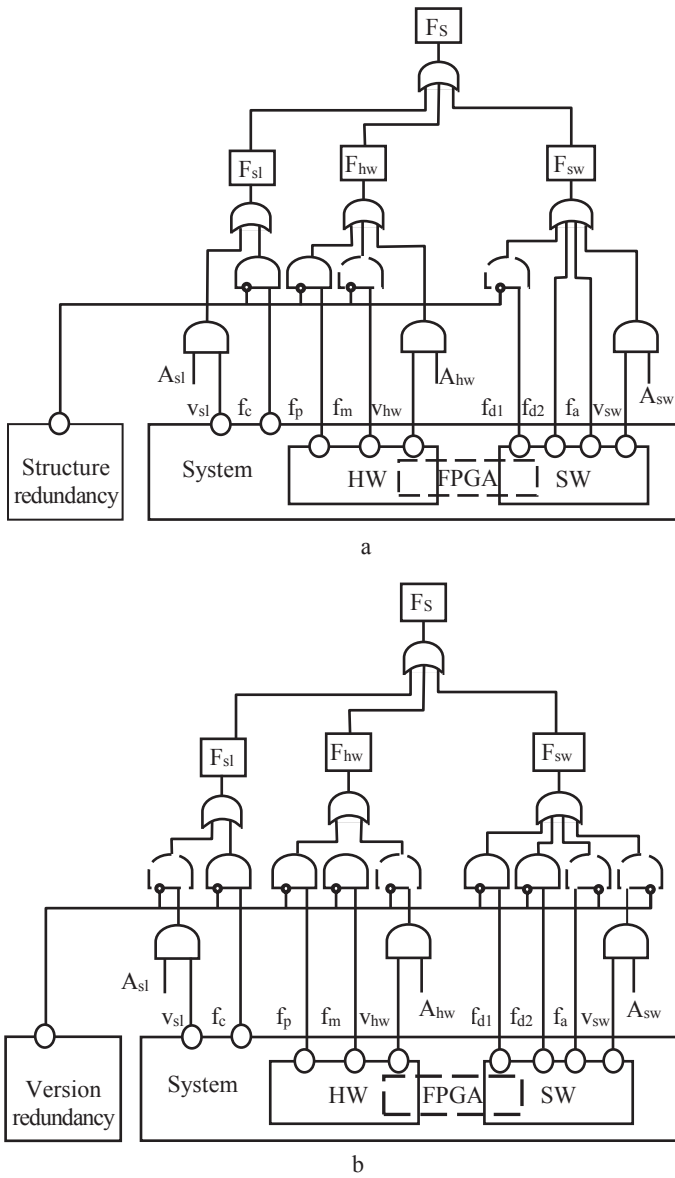 FS
Fsl Fhw Fsw
Asl Ahw Asw
vsl fc fp fm vhw fd1 fd2 fa vsw
Structure redundancy
System
HW FPGA SW
a
FS
Fsl Fhw Fsw
Asl Ahw Asw
vsl fc fp fm vhw fd1 fd2 fa vsw
Version redundancy
System
HW FPGA SW
b